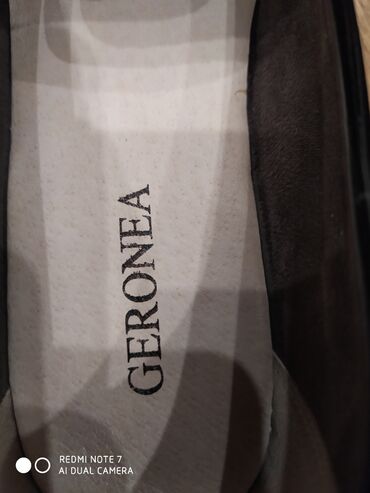 GERONEA
REDMI NOTE 7
AI DUAL CAMERA